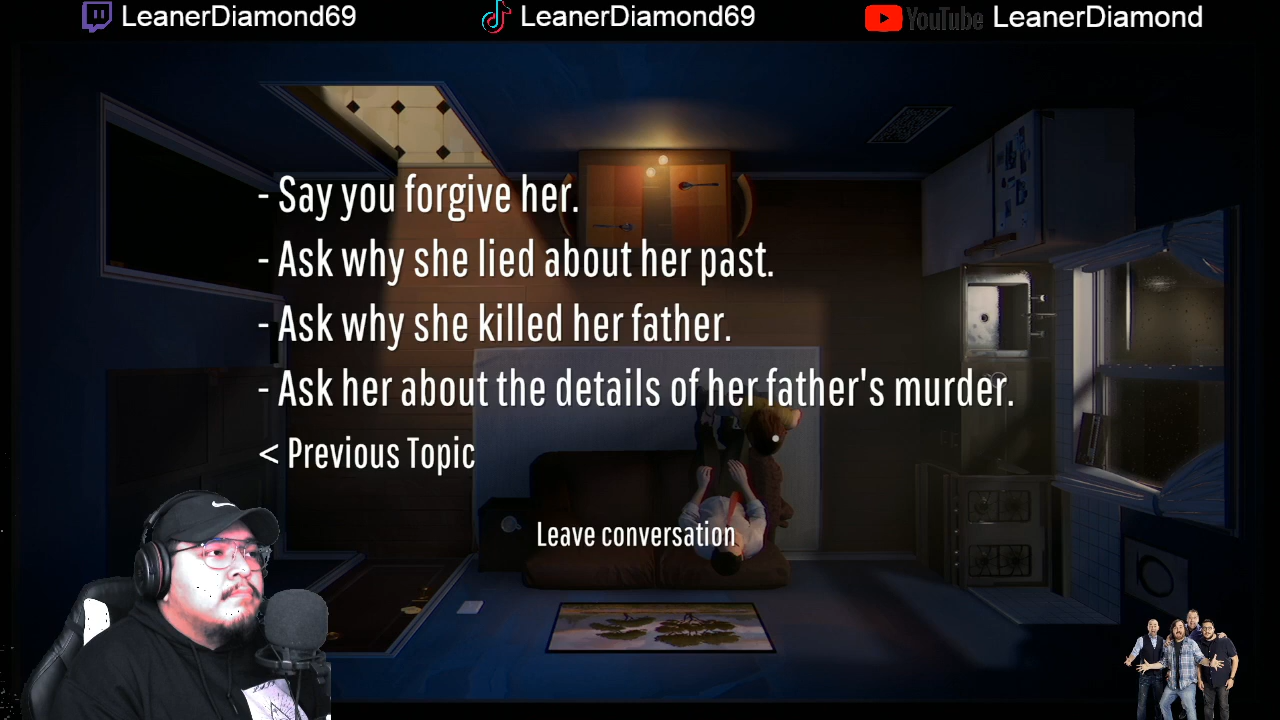 LeanerDiamond69
LeanerDiamond69
YouTube LeanerDiamond
- Say you forgive her.
- Ask why she lied about her past.
- Ask why she killed her father.
- Ask her about the details of her father's murder.
< Previous Topic
Leave conversation